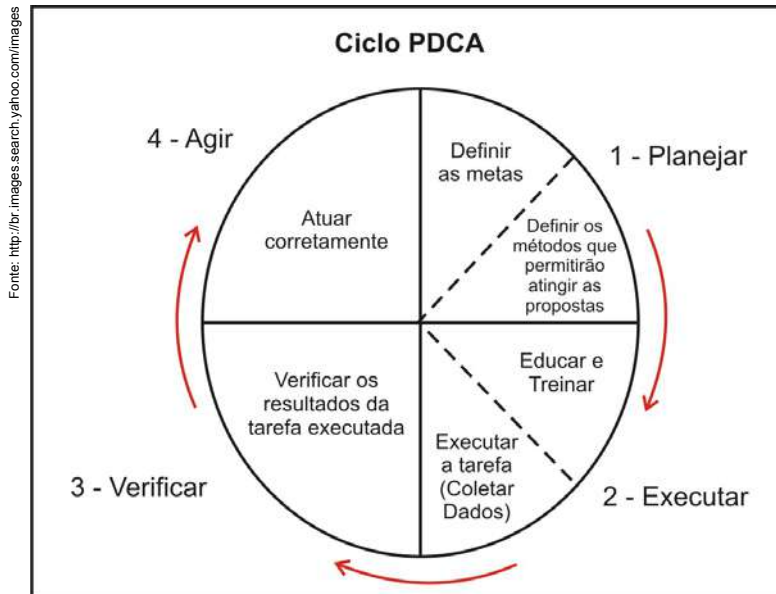 Fonte: http://br.images.search.yahoo.com/images
Ciclo PDCA
4 - Agir
1 - Planejar
Definir
as metas
Definir os
métodos que
permitirão
atingir as
propostas
Atuar
corretamente
Educar e
Treinar
Executar
a tarefa
(Coletar
Dados)
Verificar os
resultados da
tarefa executada
3 - Verificar
2 - Executar